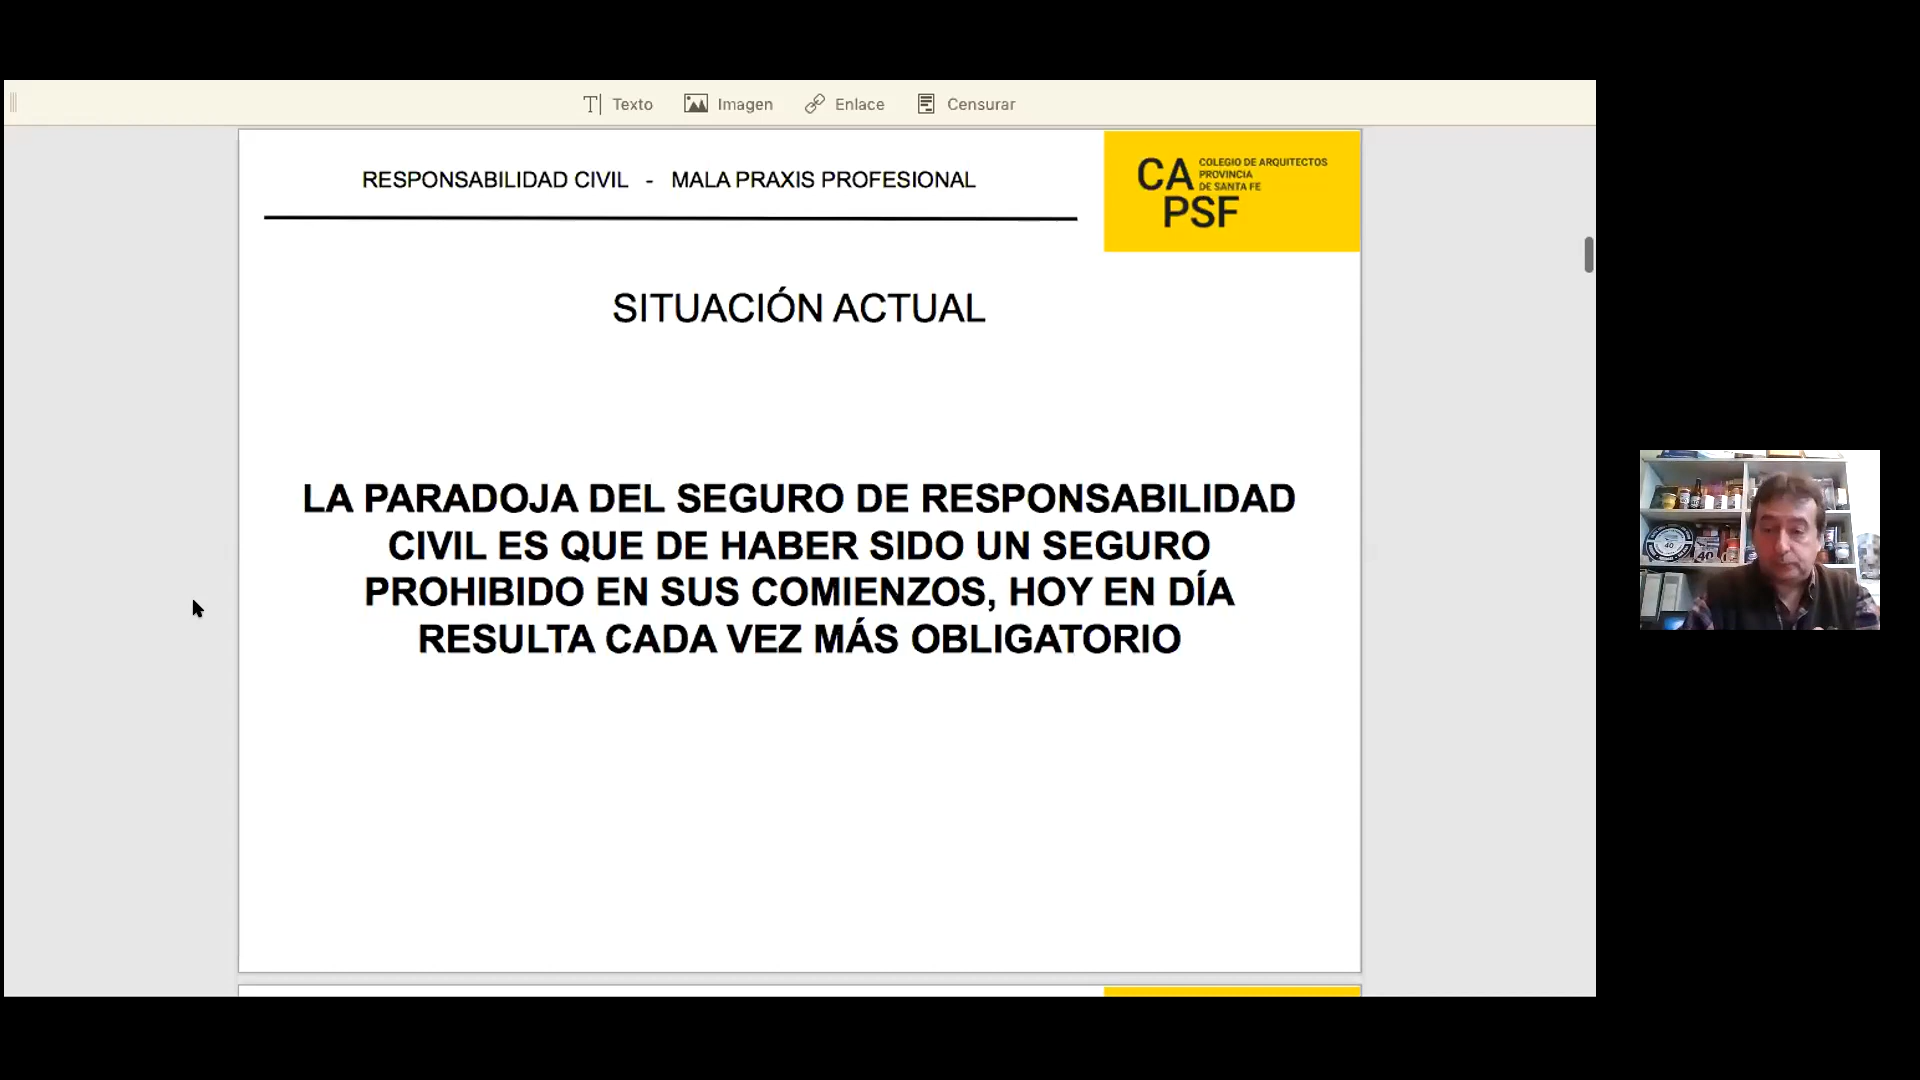 Texto Imagen Enlace Censurar
RESPONSABILIDAD CIVIL - MALA PRAXIS PROFESIONAL
CA COLEGIO DE ARQUITECTOS
PROVINCIA
DE SANTA FE
PSF
SITUACIÓN ACTUAL
LA PARADOJA DEL SEGURO DE RESPONSABILIDAD
CIVIL ES QUE DE HABER SIDO UN SEGURO
PROHIBIDO EN SUS COMIENZOS, HOY EN DÍA
RESULTA CADA VEZ MÁS OBLIGATORIO
40
40